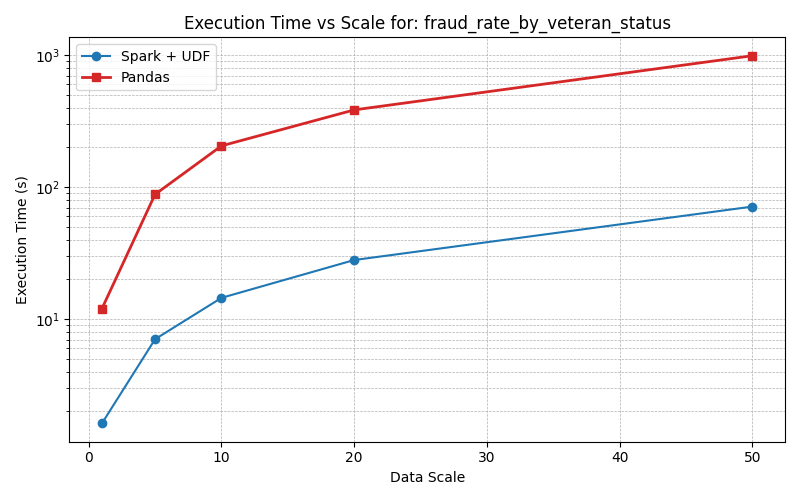 Execution Time vs Scale for: fraud_rate_by_veteran_status
Spark + UDF
Pandas
Execution Time (s)
10³
10²
10¹
0 10 20 30 40 50
Data Scale